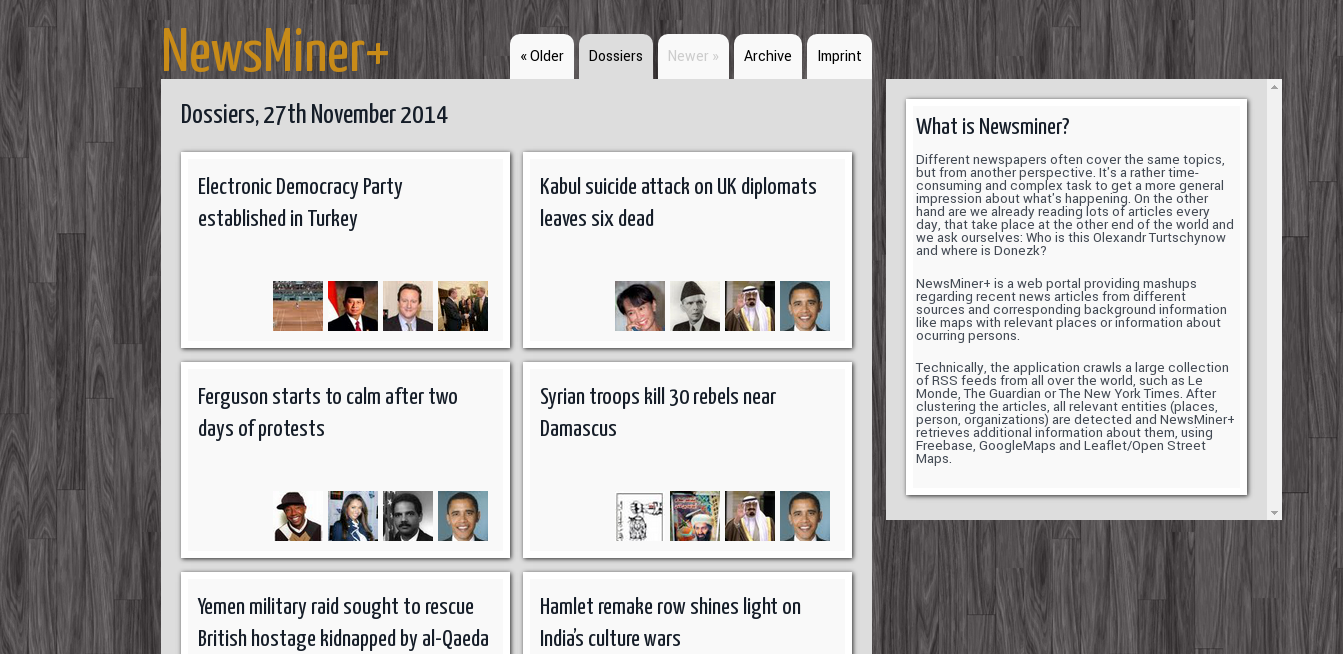 NewsMiner+
« Older
Dossiers
Newer »
Archive
Imprint
Dossiers, 27th November 2014
Electronic Democracy Party
established in Turkey
Kabul suicide attack on UK diplomats
leaves six dead
Ferguson starts to calm after two
days of protests
Syrian troops kill 30 rebels near
Damascus
Yemen military raid sought to rescue
British hostage kidnapped by al-Qaeda
Hamlet remake row shines light on
India's culture wars
What is Newsminer?
Different newspapers often cover the same topics,
but from another perspective. It's a rather time-
consuming and complex task to get a more general
impression about what's happening. On the other
hand are we already reading lots of articles every
day, that take place at the other end of the world and
we ask ourselves: Who is this Olexandr Turtschynow
and where is Donezk?
NewsMiner+ is a web portal providing mashups
regarding recent news articles from different
sources and corresponding background information
like maps with relevant places or information about
ocurring persons.
Technically, the application crawls a large collection
of RSS feeds from all over the world, such as Le
Monde, The Guardian or The New York Times. After
clustering the articles, all relevant entities (places,
person, organizations) are detected and NewsMiner+
retrieves additional information about them, using
Freebase, GoogleMaps and Leaflet/Open Street
Maps.